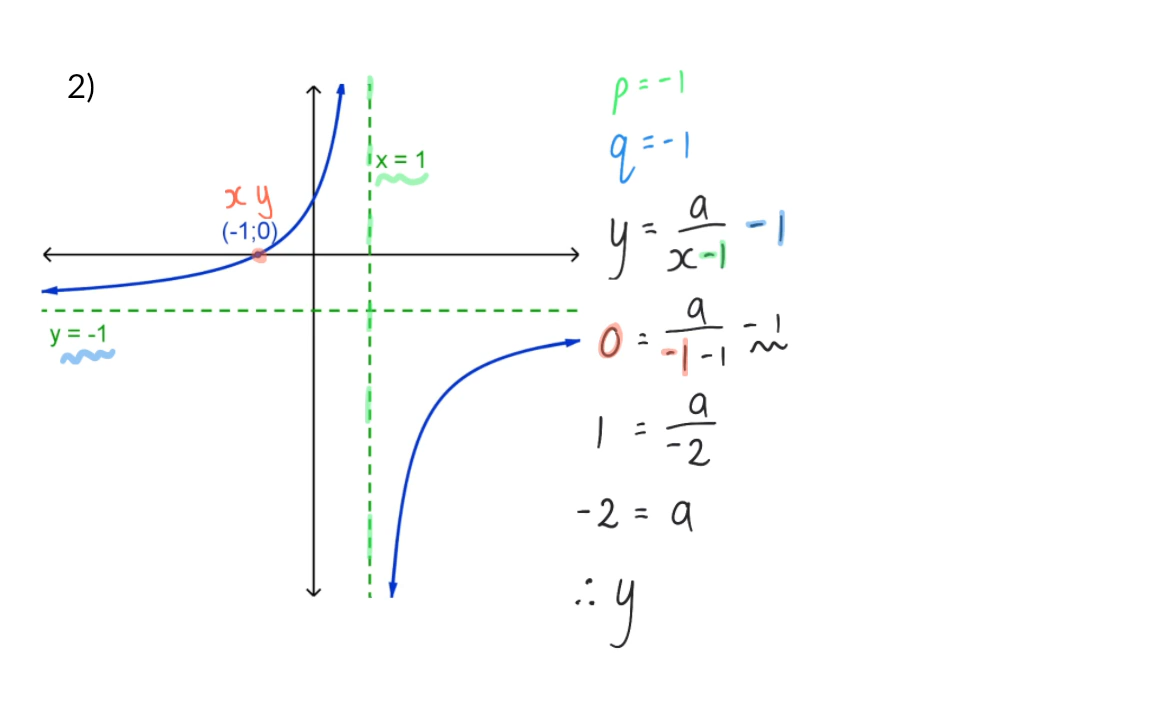 2)
x = 1
x y
(-1;0)
y = -1
p = -1
q = -1
y = a/(x-1) -1
0 = a/(-1-1) -1
1 = a/-2
-2 = a
∴ y